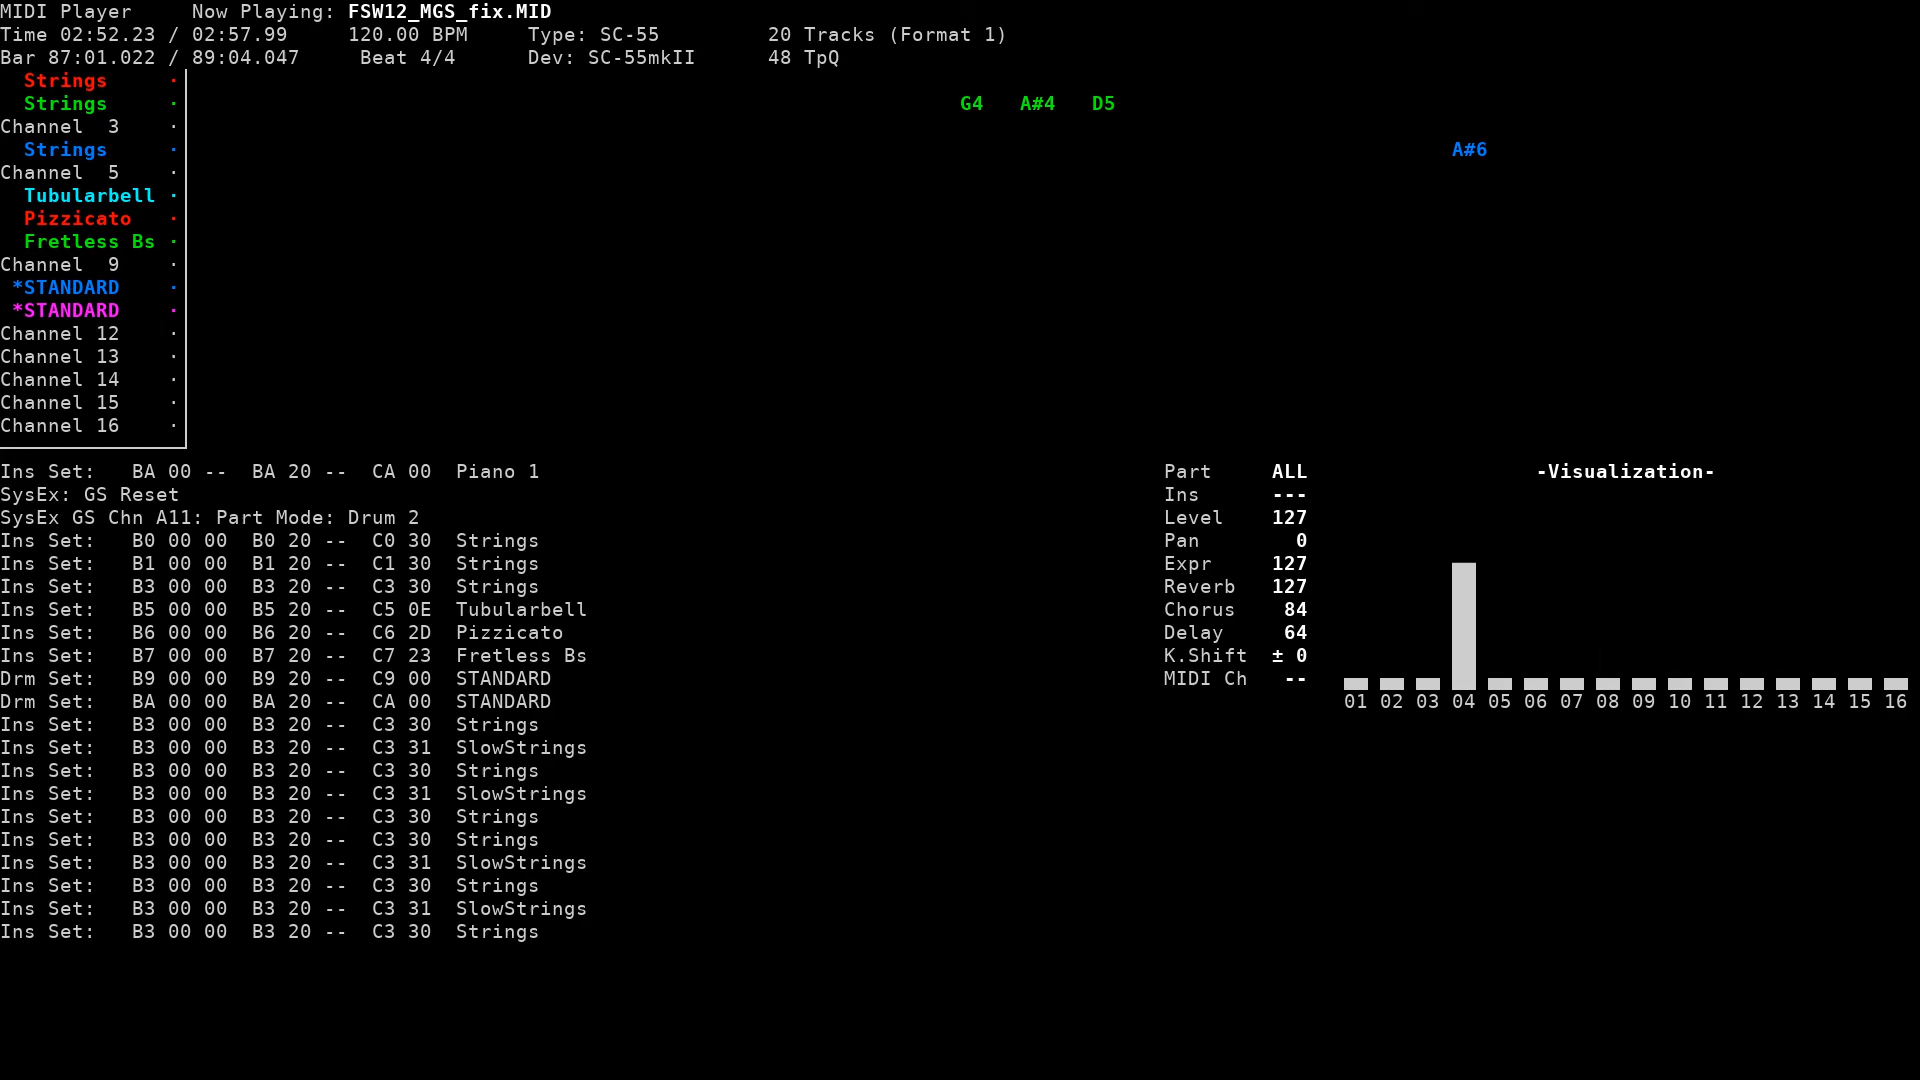 MIDI Player     Now Playing: FSW12_MGS_fix.MID
Time 02:52.23 / 02:57.99     120.00 BPM     Type: SC-55         20 Tracks (Format 1)
Bar 87:01.022 / 89:04.047     Beat 4/4      Dev: SC-55mkII      48 TpQ
Strings ·
Strings · G4 A#4 D5
Channel  3 ·
Strings · A#6
Channel  5 ·
Tubularbell ·
Pizzicato ·
Fretless Bs ·
Channel  9 ·
*STANDARD ·
*STANDARD ·
Channel 12 ·
Channel 13 ·
Channel 14 ·
Channel 15 ·
Channel 16 ·
Ins Set:   BA 00 --  BA 20 --  CA 00  Piano 1
SysEx: GS Reset
SysEx GS Chn A11: Part Mode: Drum 2
Ins Set:   B0 00 00  B0 20 --  C0 30  Strings
Ins Set:   B1 00 00  B1 20 --  C1 30  Strings
Ins Set:   B3 00 00  B3 20 --  C3 30  Strings
Ins Set:   B5 00 00  B5 20 --  C5 0E  Tubularbell
Ins Set:   B6 00 00  B6 20 --  C6 2D  Pizzicato
Ins Set:   B7 00 00  B7 20 --  C7 23  Fretless Bs
Drm Set:   B9 00 00  B9 20 --  C9 00  STANDARD
Drm Set:   BA 00 00  BA 20 --  CA 00  STANDARD
Ins Set:   B3 00 00  B3 20 --  C3 30  Strings
Ins Set:   B3 00 00  B3 20 --  C3 31  SlowStrings
Ins Set:   B3 00 00  B3 20 --  C3 30  Strings
Ins Set:   B3 00 00  B3 20 --  C3 31  SlowStrings
Ins Set:   B3 00 00  B3 20 --  C3 30  Strings
Ins Set:   B3 00 00  B3 20 --  C3 30  Strings
Ins Set:   B3 00 00  B3 20 --  C3 31  SlowStrings
Ins Set:   B3 00 00  B3 20 --  C3 30  Strings
Ins Set:   B3 00 00  B3 20 --  C3 31  SlowStrings
Ins Set:   B3 00 00  B3 20 --  C3 30  Strings
Part     ALL
Ins      ---
Level    127
Pan        0
Expr     127
Reverb   127
Chorus    84
Delay     64
K.Shift  ± 0
MIDI Ch   --
-Visualization-
01 02 03 04 05 06 07 08 09 10 11 12 13 14 15 16